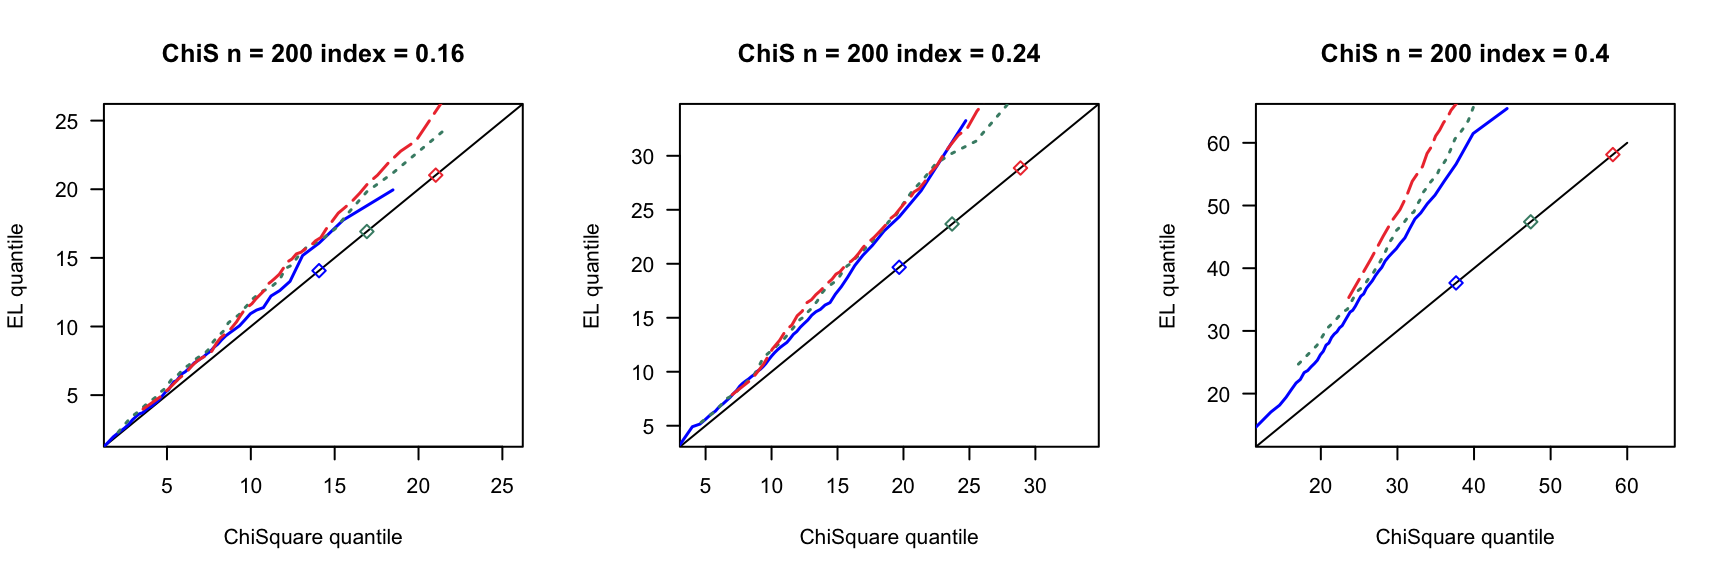 ChiS n = 200 index = 0.16
25
20
15
10
5
EL quantile
5 10 15 20 25
ChiSquare quantile
ChiS n = 200 index = 0.24
30
25
20
15
10
5
EL quantile
5 10 15 20 25 30
ChiSquare quantile
ChiS n = 200 index = 0.4
60
50
40
30
20
EL quantile
20 30 40 50 60
ChiSquare quantile